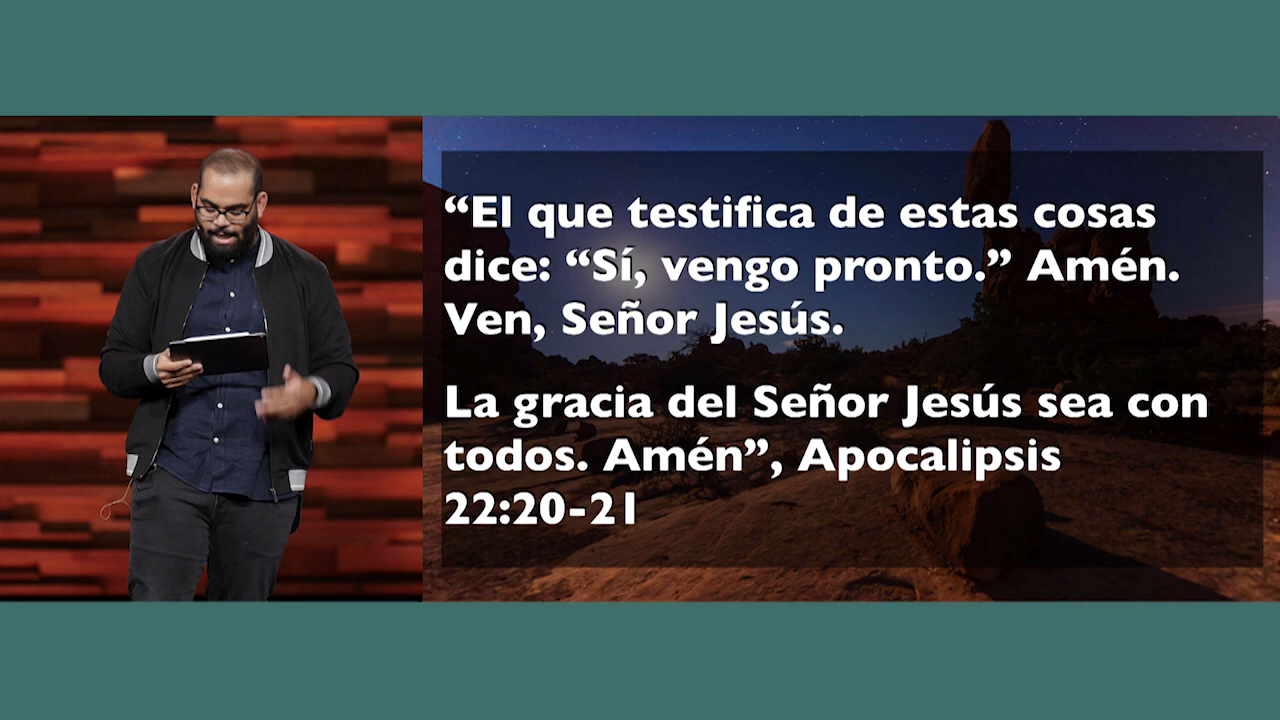 “El que testifica de estas cosas
dice: “Sí, vengo pronto.” Amén.
Ven, Señor Jesús.
La gracia del Señor Jesús sea con
todos. Amén”, Apocalipsis
22:20-21